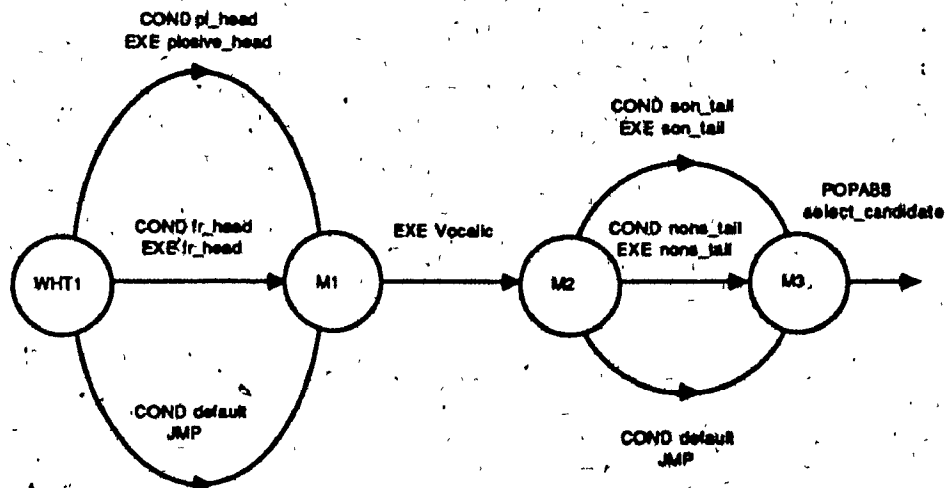 COND pl_head
EXE plosive_head
COND son_tail
EXE son_tail
POPABS
select_candidate
COND fr_head
EXE fr_head
EXE Vocalic
COND nons_tail
EXE nons_tail
WHT1
M1
M2
M3
COND default
JMP
COND default
JMP